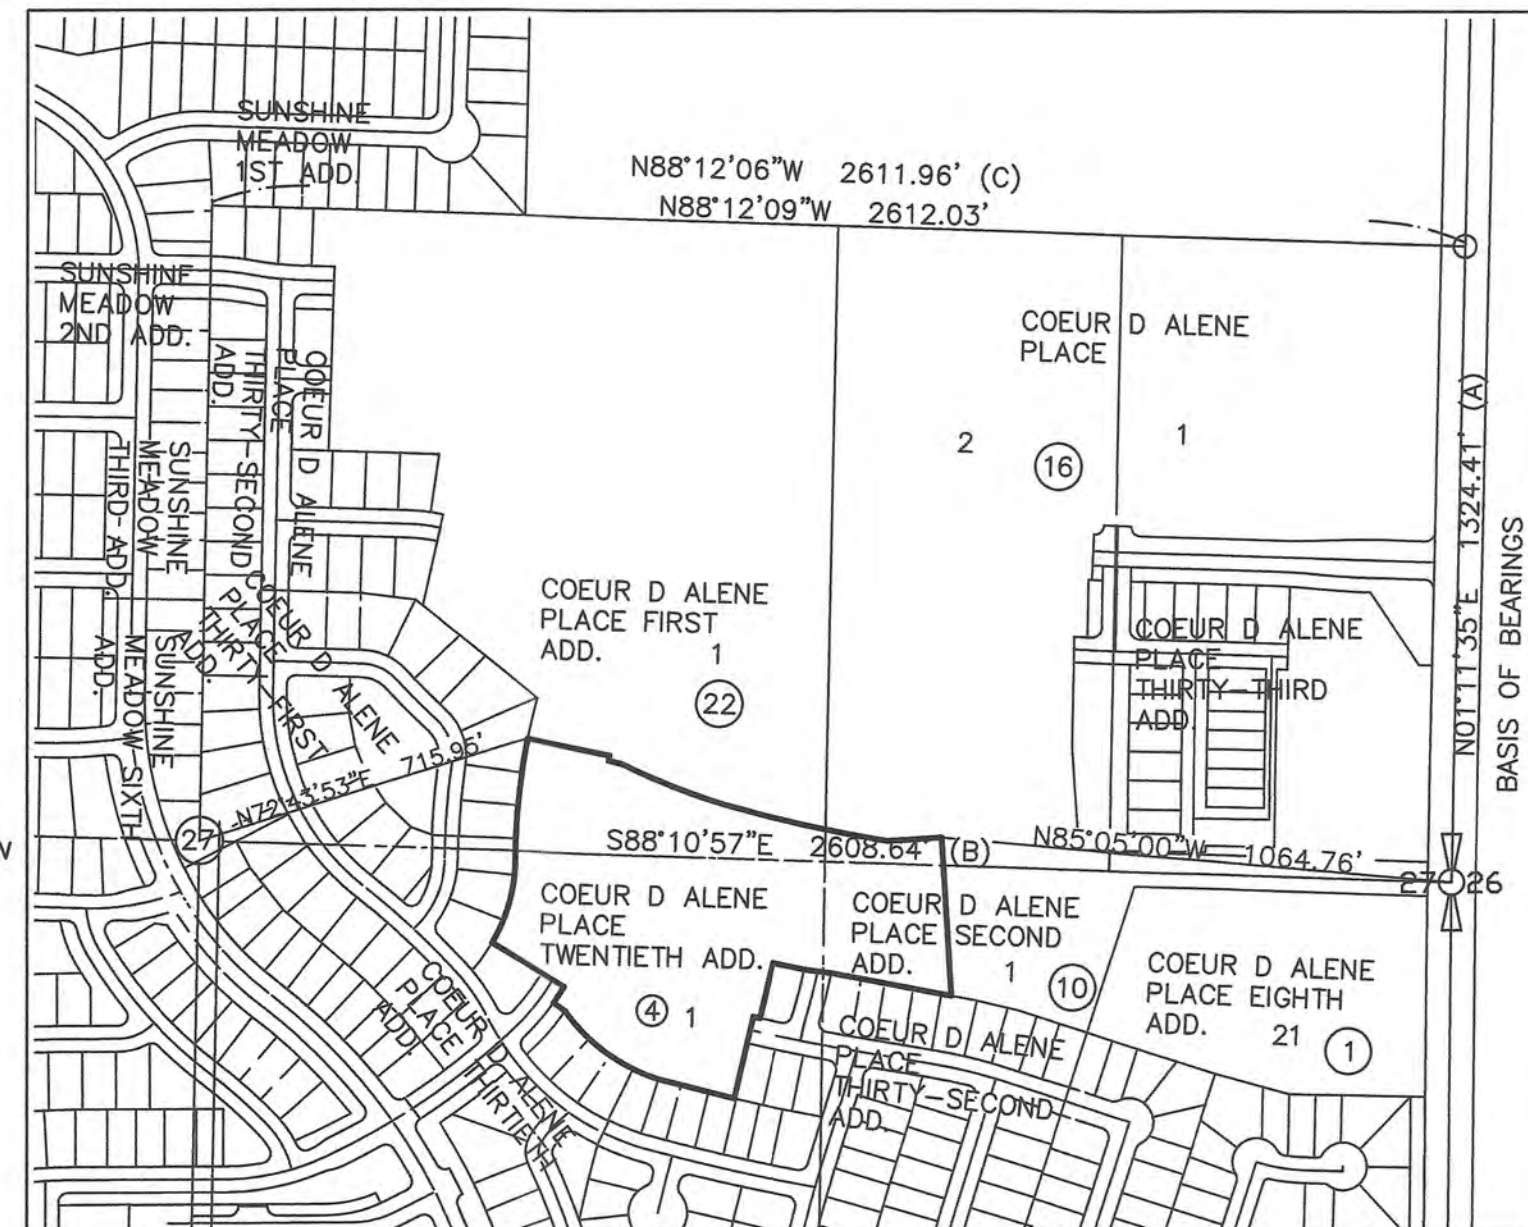 SUNSHINE
MEADOW
1ST ADD.
N88°12'06"W 2611.96' (C)
N88°12'09"W 2612.03'
SUNSHINE
MEADOW
2ND ADD.
COEUR D ALENE
PLACE
2
16
1
N01°11'35"E 1324.41' (A)
BASIS OF BEARINGS
COEUR D ALENE
PLACE
THIRTY-SECOND
ADD.
SUNSHINE
MEADOW
THIRD-ADD.
COEUR D ALENE
PLACE FIRST
ADD.
1
22
COEUR D ALENE
PLACE
THIRTY-FIRST
ADD.
COEUR D ALENE
PLACE
THIRTY-THIRD
ADD.
SUNSHINE
MEADOW-SIXTH
ADD.
N72°43'53"E 715.96'
27
S88°10'57"E 2608.64' (B)
N85°05'00"W 1064.76'
27
26
COEUR D ALENE
PLACE
TWENTIETH ADD.
4
1
COEUR D ALENE
PLACE SECOND
ADD.
1
10
COEUR D ALENE
PLACE EIGHTH
ADD.
21
1
COEUR D ALENE
PLACE
THIRTIETH
ADD.
COEUR D ALENE
PLACE
THIRTY-SECOND
ADD.